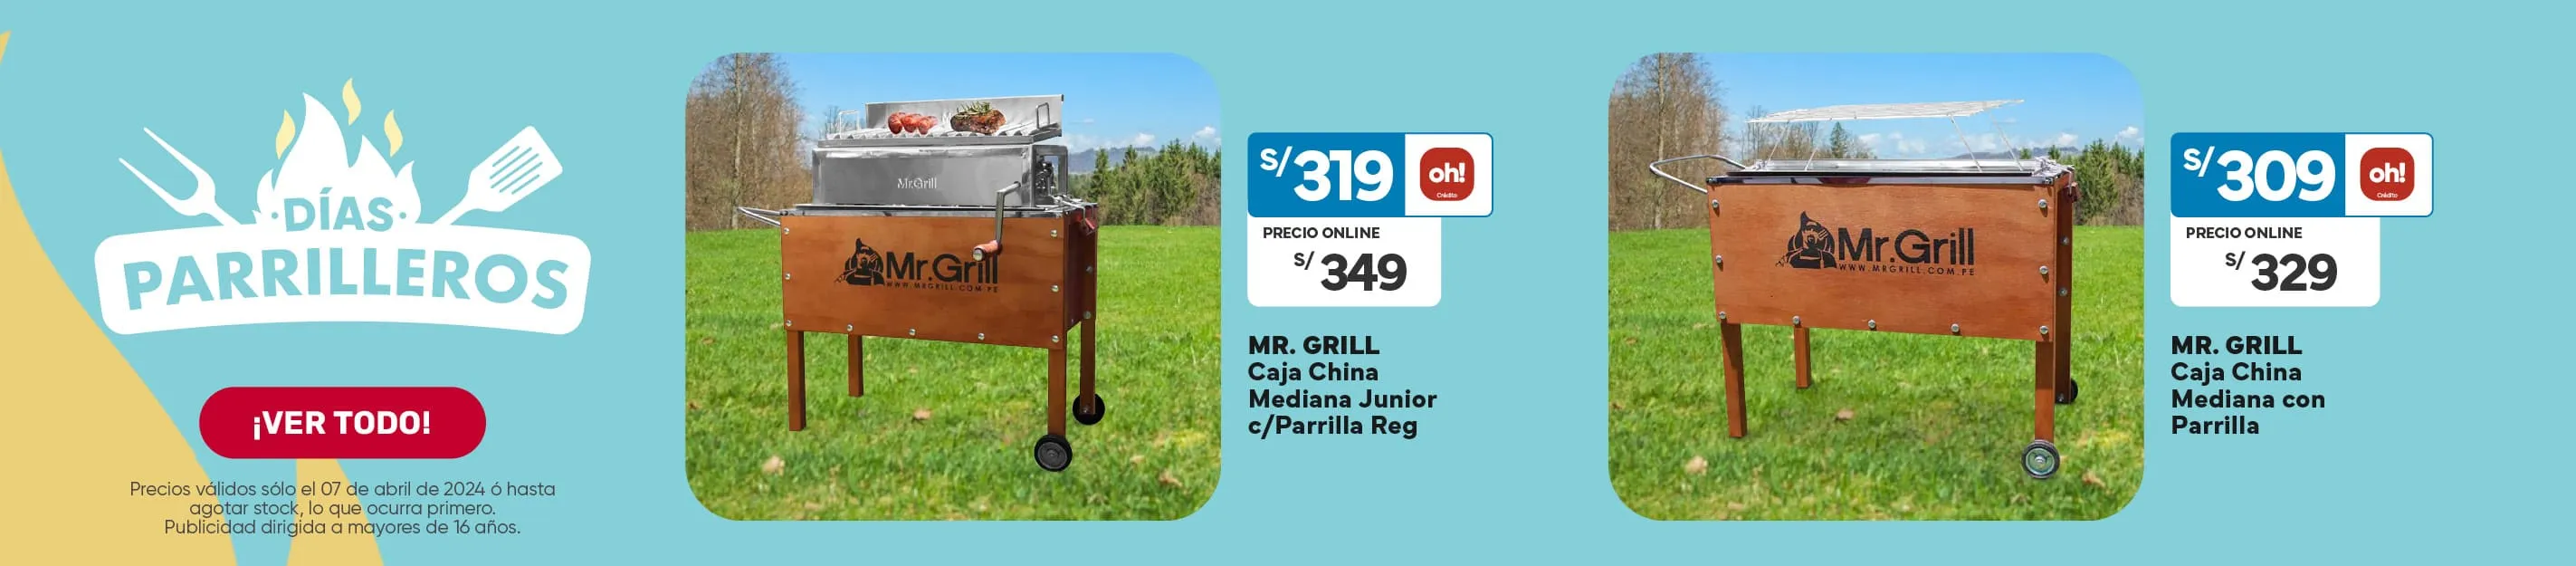 ·DÍAS·
PARRILLEROS
¡VER TODO!
Precios válidos sólo el 07 de abril de 2024 ó hasta
agotar stock, lo que ocurra primero.
Publicidad dirigida a mayores de 16 años.
Mr.Grill
Mr.Grill
WWW.MRGRILL.COM.PE
S/319
oh!
Crédito
PRECIO ONLINE
S/349
MR. GRILL
Caja China
Mediana Junior
c/Parrilla Reg
Mr.Grill
WWW.MRGRILL.COM.PE
S/309
oh!
Crédito
PRECIO ONLINE
S/329
MR. GRILL
Caja China
Mediana con
Parrilla